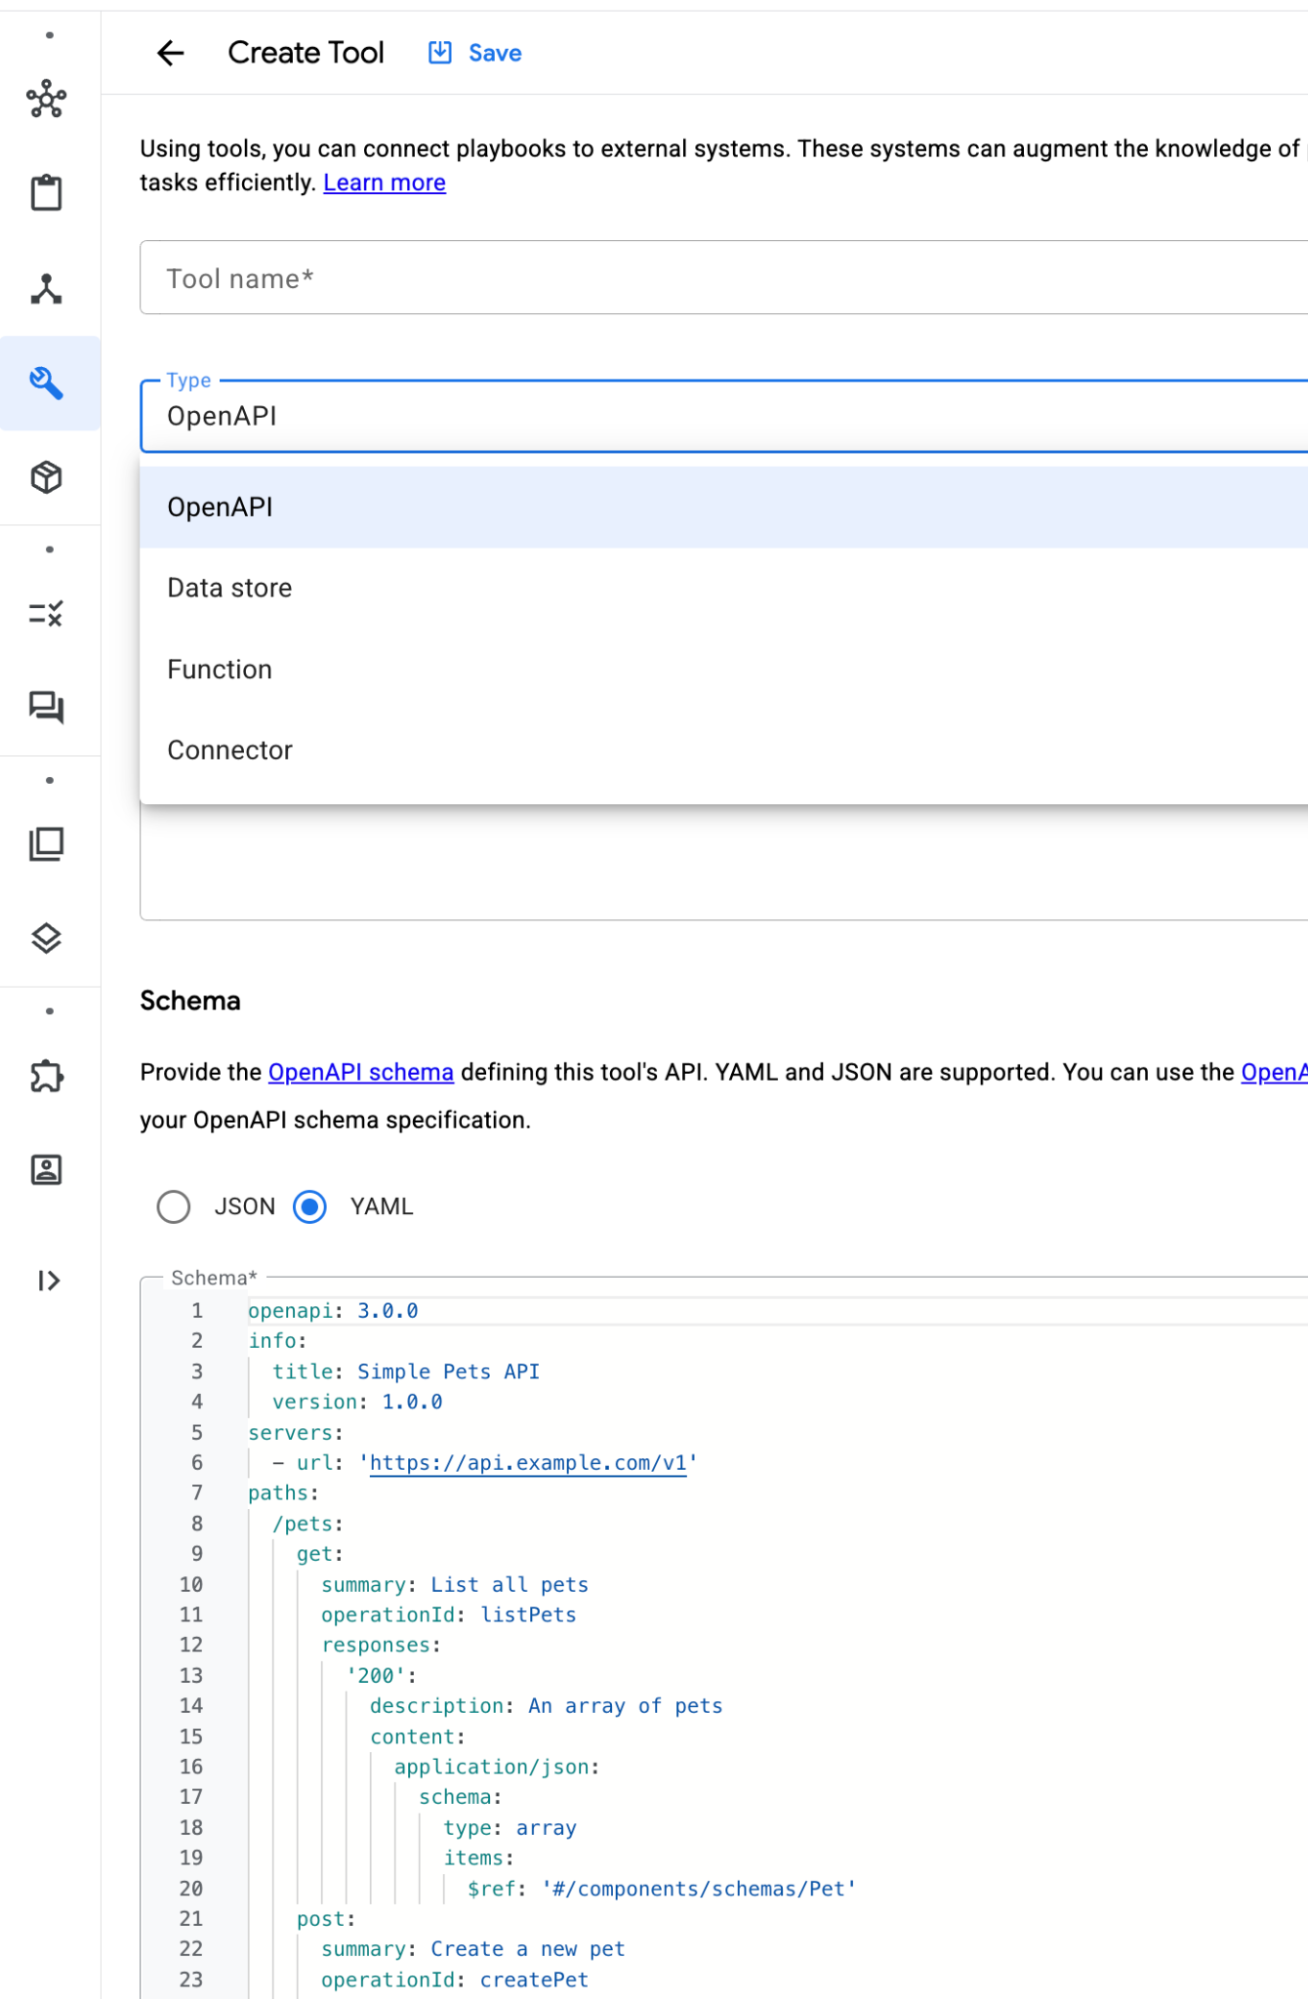 Create Tool
Save
Using tools, you can connect playbooks to external systems. These systems can augment the knowledge of
tasks efficiently. Learn more
Tool name*
Type
OpenAPI
OpenAPI
Data store
Function
Connector
Schema
Provide the OpenAPI schema defining this tool's API. YAML and JSON are supported. You can use the OpenA
your OpenAPI schema specification.
JSON YAML
Schema*
1 openapi: 3.0.0
2 info:
3 title: Simple Pets API
4 version: 1.0.0
5 servers:
6 - url: 'https://api.example.com/v1'
7 paths:
8 /pets:
9 get:
10 summary: List all pets
11 operationId: listPets
12 responses:
13 '200':
14 description: An array of pets
15 content:
16 application/json:
17 schema:
18 type: array
19 items:
20 $ref: '#/components/schemas/Pet'
21 post:
22 summary: Create a new pet
23 operationId: createPet